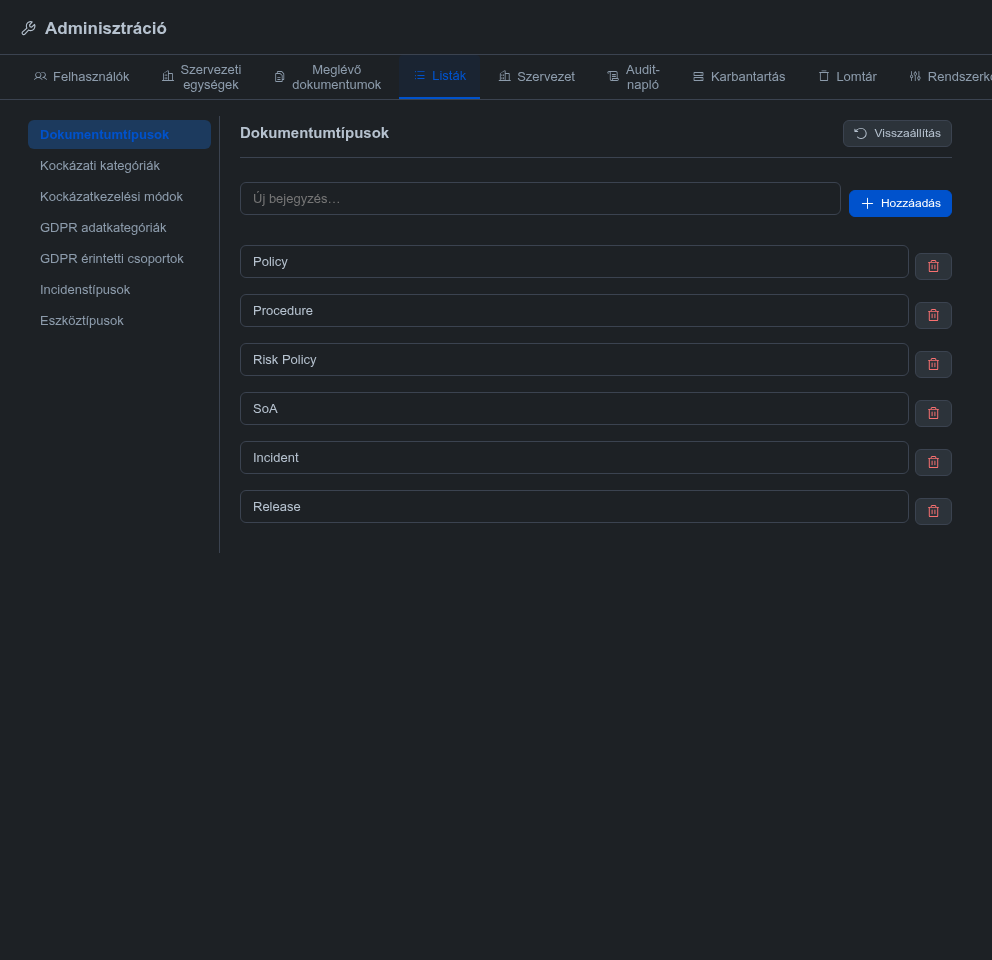 Adminisztráció
Felhasználók
Szervezeti
egységek
Meglévő
dokumentumok
Listák
Szervezet
Audit-
napló
Karbantartás
Lomtár
Dokumentumtípusok
Kockázati kategóriák
Kockázatkezelési módok
GDPR adatkategóriák
GDPR érintetti csoportok
Incidenstípusok
Eszköztípusok
Dokumentumtípusok
Visszaállítás
Új bejegyzés…
Hozzáadás
Policy
Procedure
Risk Policy
SoA
Incident
Release